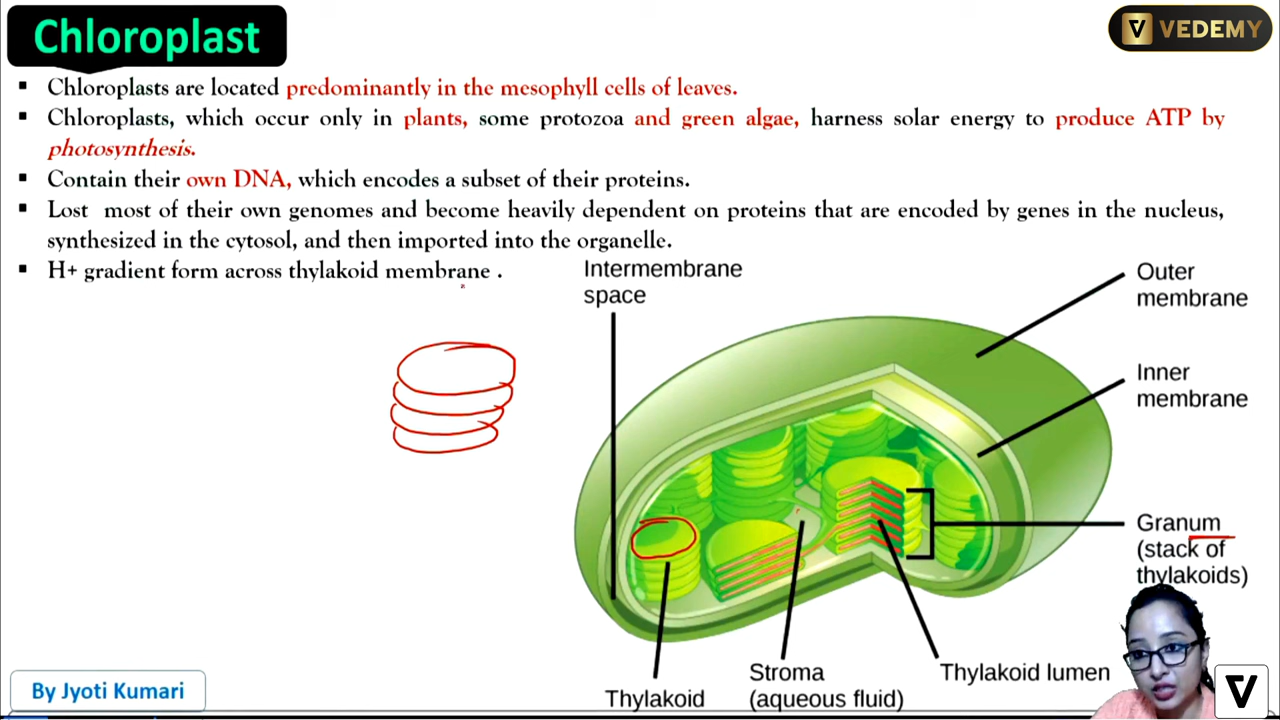 Chloroplast
VEDEMY
▪ Chloroplasts are located predominantly in the mesophyll cells of leaves.
▪ Chloroplasts, which occur only in plants, some protozoa and green algae, harness solar energy to produce ATP by
photosynthesis.
▪ Contain their own DNA, which encodes a subset of their proteins.
▪ Lost most of their own genomes and become heavily dependent on proteins that are encoded by genes in the nucleus,
synthesized in the cytosol, and then imported into the organelle.
▪ H+ gradient form across thylakoid membrane .
Intermembrane
space
Outer
membrane
Inner
membrane
Granum
(stack of
thylakoids)
Thylakoid lumen
Stroma
(aqueous fluid)
Thylakoid
By Jyoti Kumari